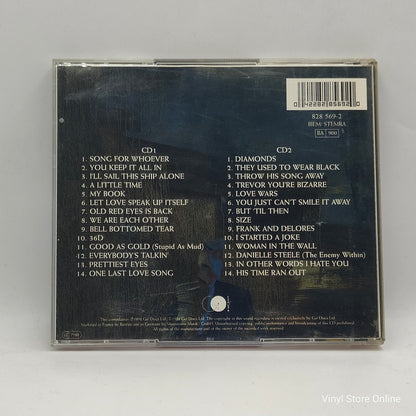 0 42282 85692 0
828 569-2
BIEM/STEMRA
BA 900
CD1
1. SONG FOR WHOEVER
2. YOU KEEP IT ALL IN
3. I'LL SAIL THIS SHIP ALONE
4. A LITTLE TIME
5. MY BOOK
6. LET LOVE SPEAK UP ITSELF
7. OLD RED EYES IS BACK
8. WE ARE EACH OTHER
9. BELL BOTTOMED TEAR
10. 36D
11. GOOD AS GOLD (Stupid As Mud)
12. EVERYBODY'S TALKIN'
13. PRETTIEST EYES
14. ONE LAST LOVE SONG
CD2
1. DIAMONDS
2. THEY USED TO WEAR BLACK
3. THROW HIS SONG AWAY
4. TREVOR YOU'RE BIZARRE
5. LOVE WARS
6. YOU JUST CAN'T SMILE IT AWAY
7. BUT 'TIL THEN
8. SIZE
9. FRANK AND DELORES
10. I STARTED A JOKE
11. WOMAN IN THE WALL
12. DANIELLE STEELE (The Enemy Within)
13. IN OTHER WORDS I HATE YOU
14. HIS TIME RAN OUT
Vinyl Store Online